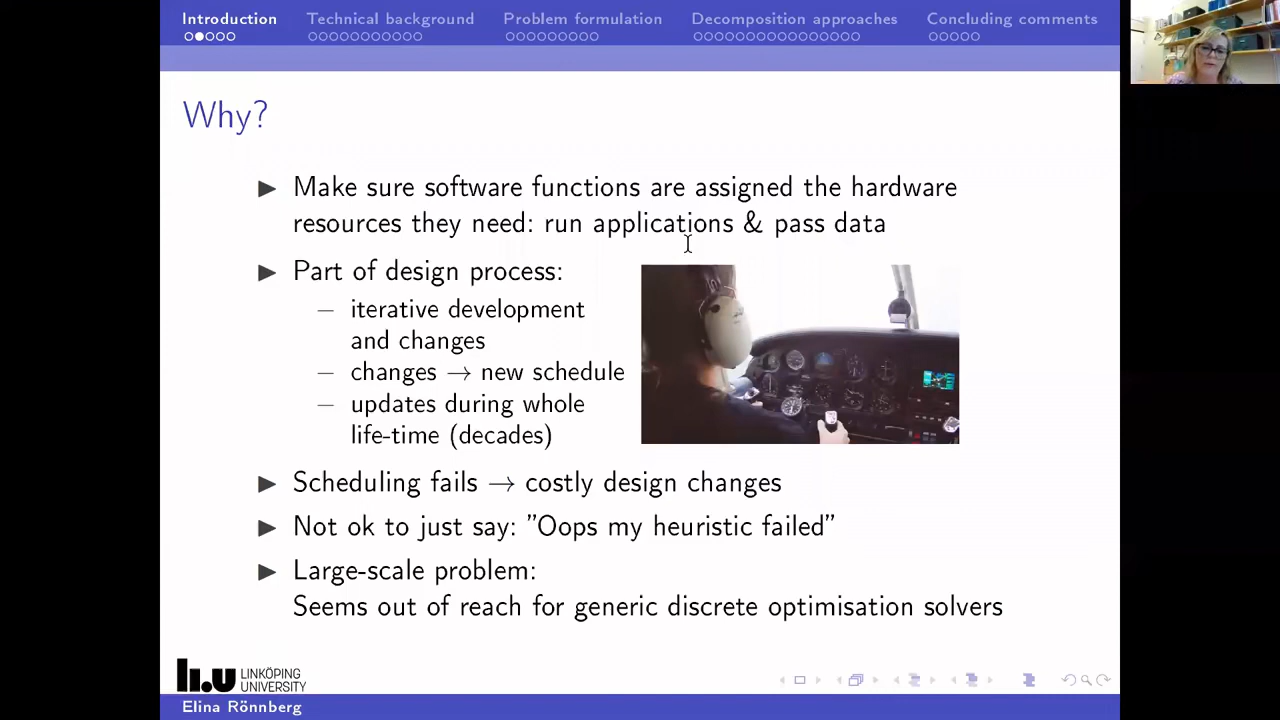 Introduction Technical background Problem formulation Decomposition approaches Concluding comments
Why?
Make sure software functions are assigned the hardware
resources they need: run applications & pass data
Part of design process:
– iterative development
and changes
– changes → new schedule
– updates during whole
life-time (decades)
Scheduling fails → costly design changes
Not ok to just say: ”Oops my heuristic failed”
Large-scale problem:
Seems out of reach for generic discrete optimisation solvers
li.u LINKÖPING
UNIVERSITY
Elina Rönnberg